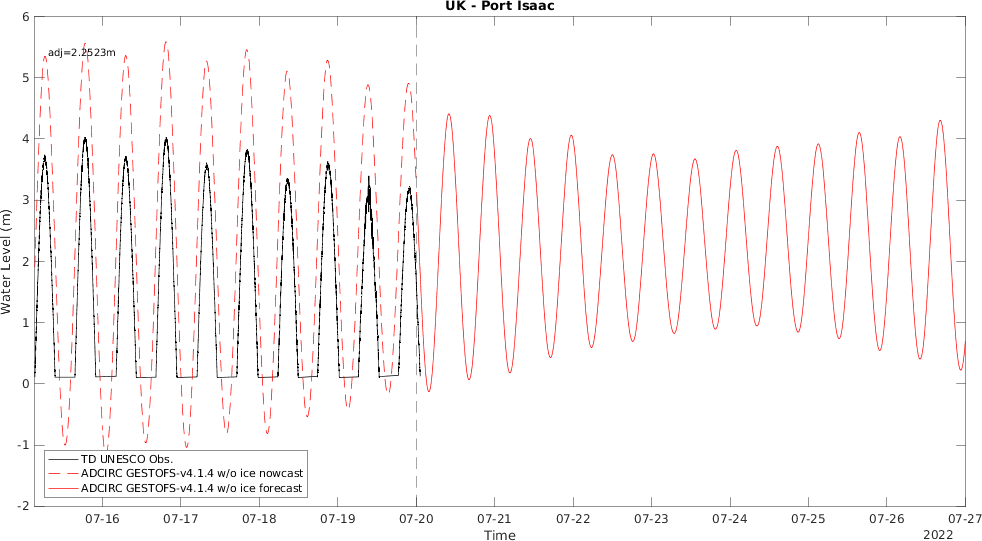 UK - Port Isaac
adj=2.2523m
6
5
4
3
2
1
0
-1
-2
Water Level (m)
TD UNESCO Obs.
ADCIRC GESTOFS-v4.1.4 w/o ice nowcast
ADCIRC GESTOFS-v4.1.4 w/o ice forecast
07-16 07-17 07-18 07-19 07-20 07-21 07-22 07-23 07-24 07-25 07-26 07-27
Time
2022